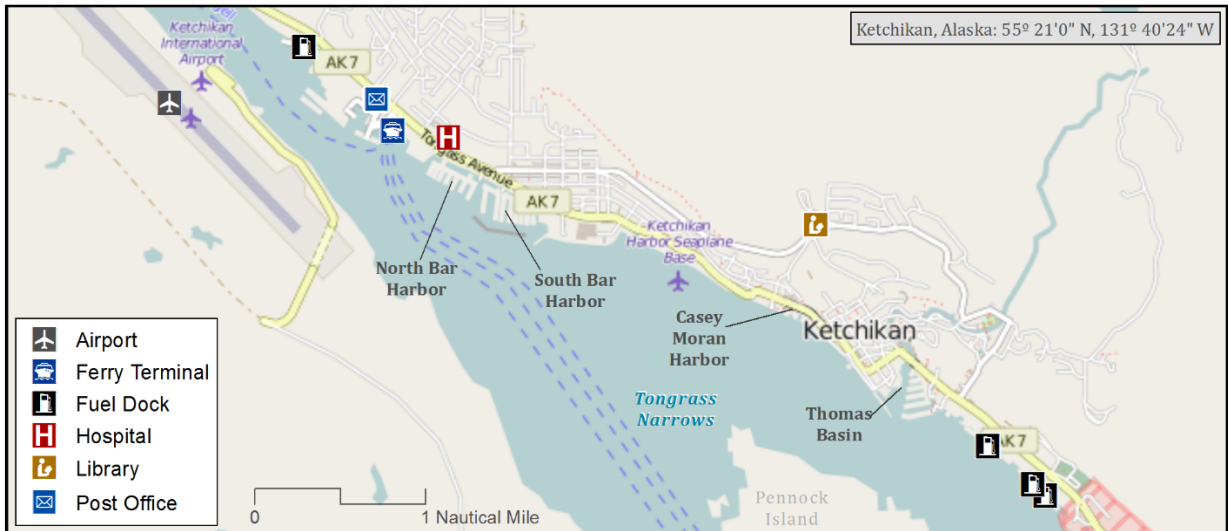 Ketchikan, Alaska: 55º 21'0" N, 131º 40'24" W
Ketchikan
International
Airport
AK7
Tongass Avenue
AK7
North Bar
Harbor
South Bar
Harbor
Ketchikan
Harbor Seaplane
Base
Casey
Moran
Harbor
Ketchikan
Tongrass
Narrows
Thomas
Basin
AK7
Pennock
Island
Airport
Ferry Terminal
Fuel Dock
H Hospital
Library
Post Office
0 1 Nautical Mile
H